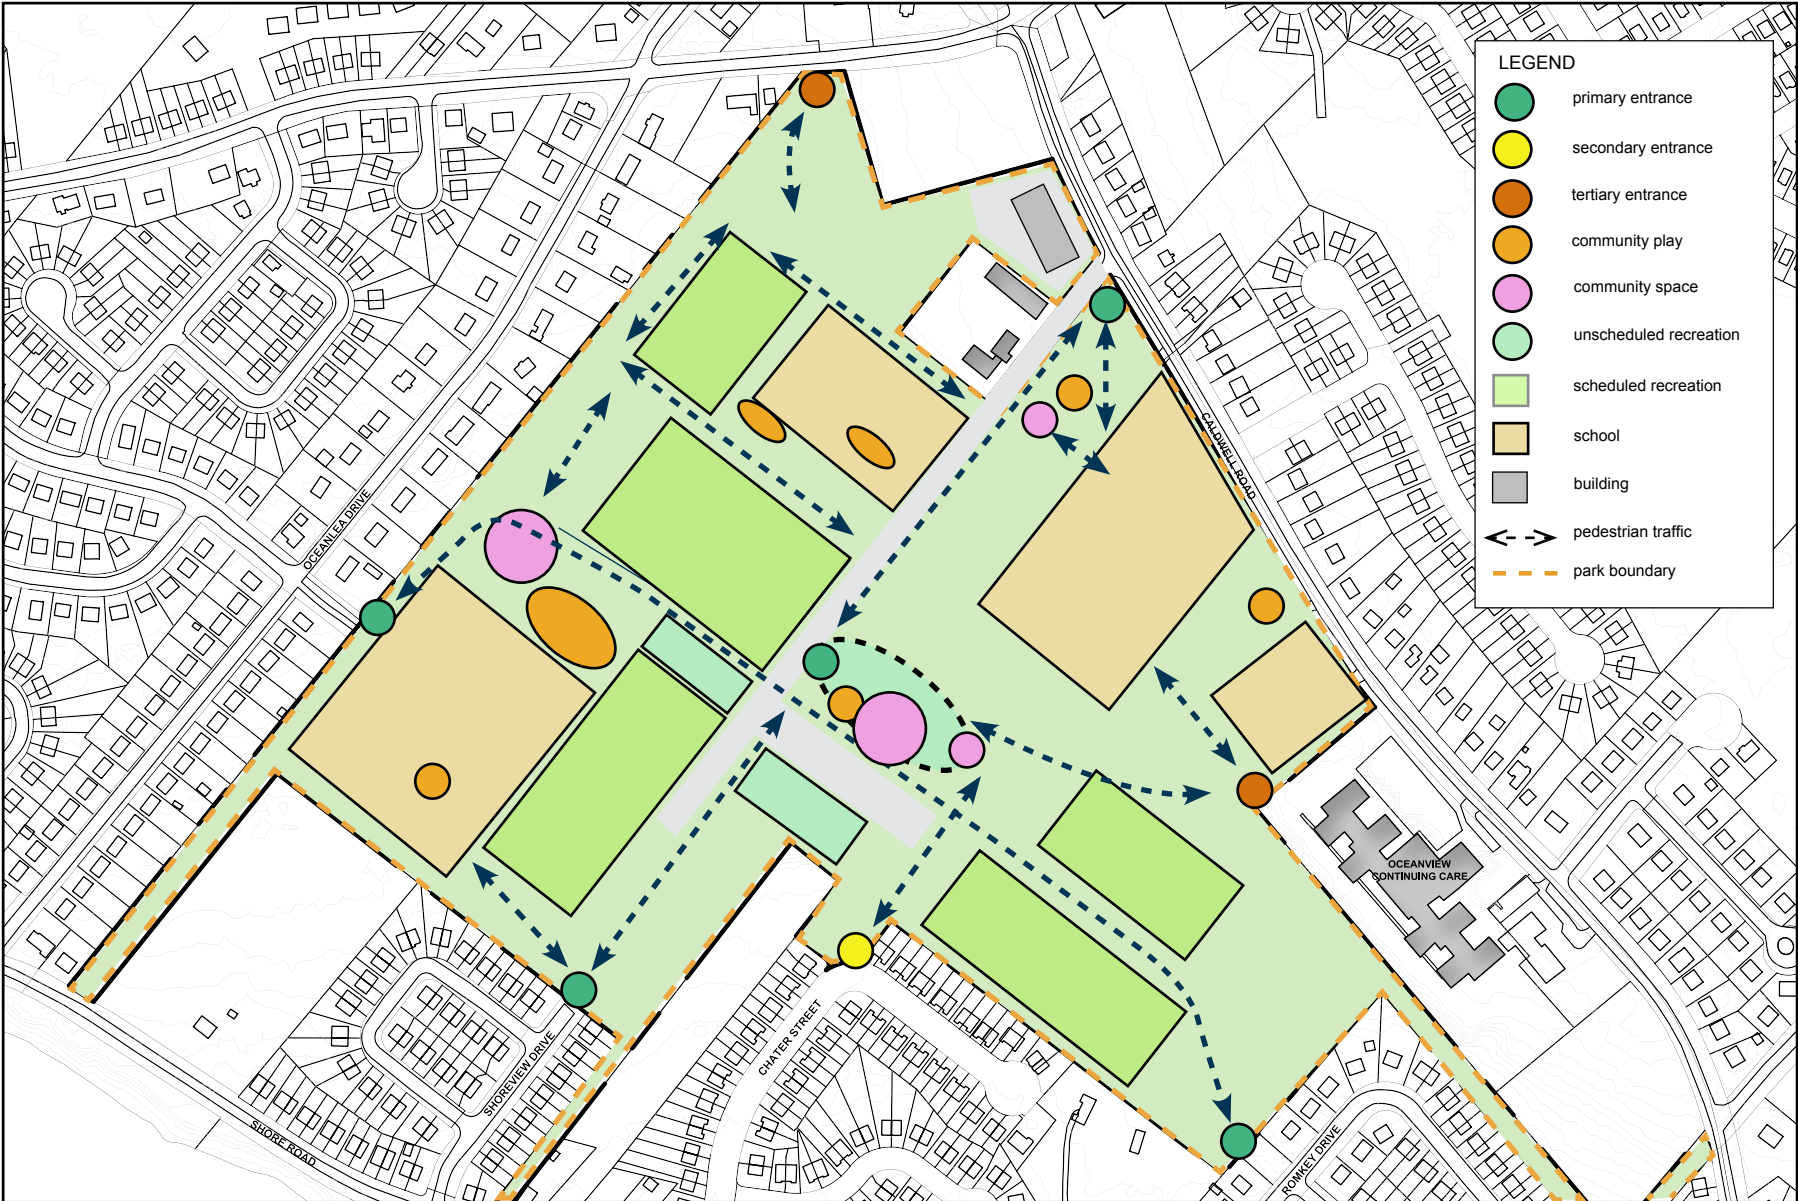 LEGEND
primary entrance
secondary entrance
tertiary entrance
community play
community space
unscheduled recreation
scheduled recreation
school
building
pedestrian traffic
park boundary
CALDWELL ROAD
OCEANLEA DRIVE
OCEANVIEW
CONTINUING CARE
CHATER STREET
SHOREVIEW DRIVE
SHORE ROAD
ROMKEY DRIVE